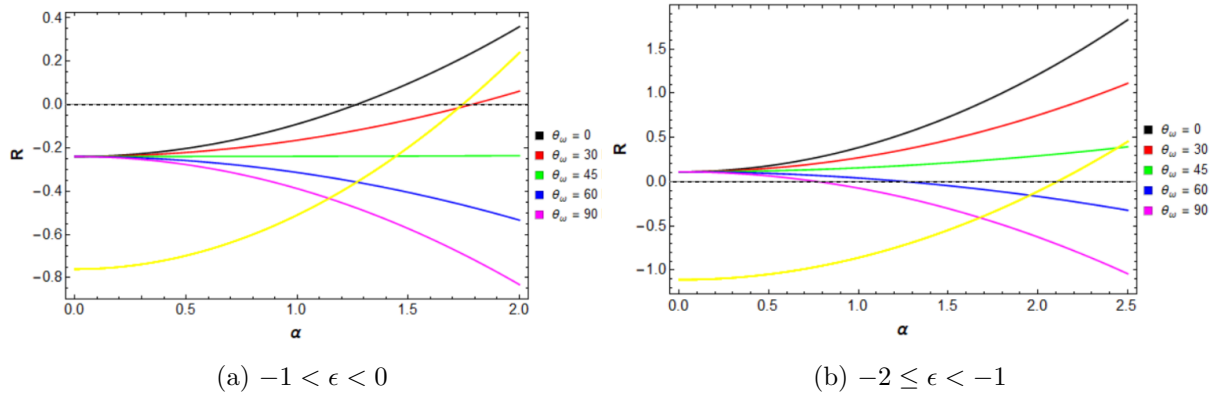 0.4
0.2
0.0
−0.2
−0.4
−0.6
−0.8
R
0.0 0.5 1.0 1.5 2.0
α
θω = 0
θω = 30
θω = 45
θω = 60
θω = 90
(a) −1 < ϵ < 0
1.5
1.0
0.5
0.0
−0.5
−1.0
R
0.0 0.5 1.0 1.5 2.0 2.5
α
θω = 0
θω = 30
θω = 45
θω = 60
θω = 90
(b) −2 ≤ ϵ < −1